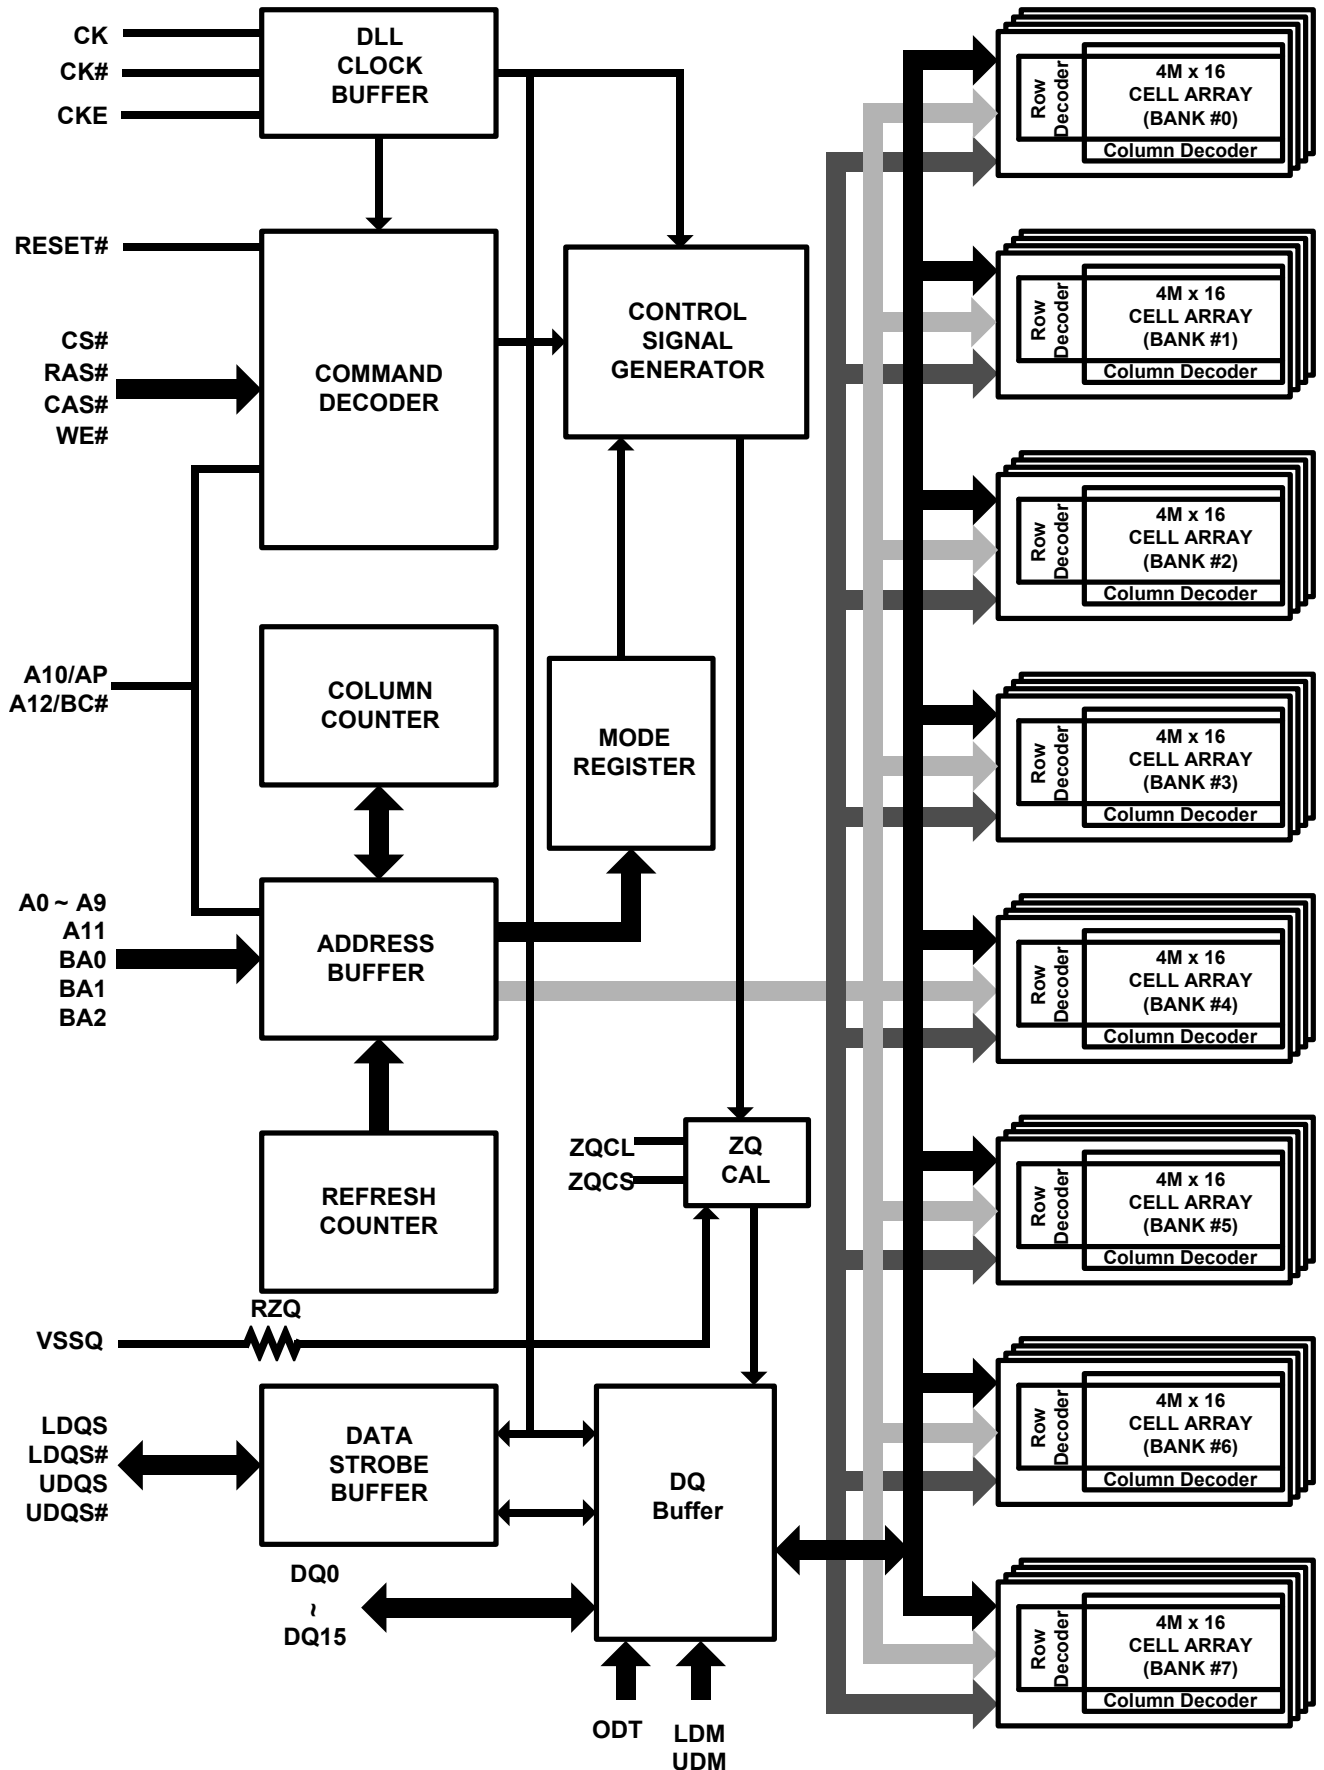 CK
CK#
CKE
DLL
CLOCK
BUFFER
RESET#
CS#
RAS#
CAS#
WE#
COMMAND
DECODER
CONTROL
SIGNAL
GENERATOR
A10/AP
A12/BC#
COLUMN
COUNTER
MODE
REGISTER
A0 ~ A9
A11
BA0
BA1
BA2
ADDRESS
BUFFER
REFRESH
COUNTER
ZQCL
ZQCS
ZQ
CAL
RZQ
VSSQ
LDQS
LDQS#
UDQS
UDQS#
DATA
STROBE
BUFFER
DQ
Buffer
DQ0
~
DQ15
ODT
LDM
UDM
Row
Decoder
4M x 16
CELL ARRAY
(BANK #0)
Column Decoder
Row
Decoder
4M x 16
CELL ARRAY
(BANK #1)
Column Decoder
Row
Decoder
4M x 16
CELL ARRAY
(BANK #2)
Column Decoder
Row
Decoder
4M x 16
CELL ARRAY
(BANK #3)
Column Decoder
Row
Decoder
4M x 16
CELL ARRAY
(BANK #4)
Column Decoder
Row
Decoder
4M x 16
CELL ARRAY
(BANK #5)
Column Decoder
Row
Decoder
4M x 16
CELL ARRAY
(BANK #6)
Column Decoder
Row
Decoder
4M x 16
CELL ARRAY
(BANK #7)
Column Decoder